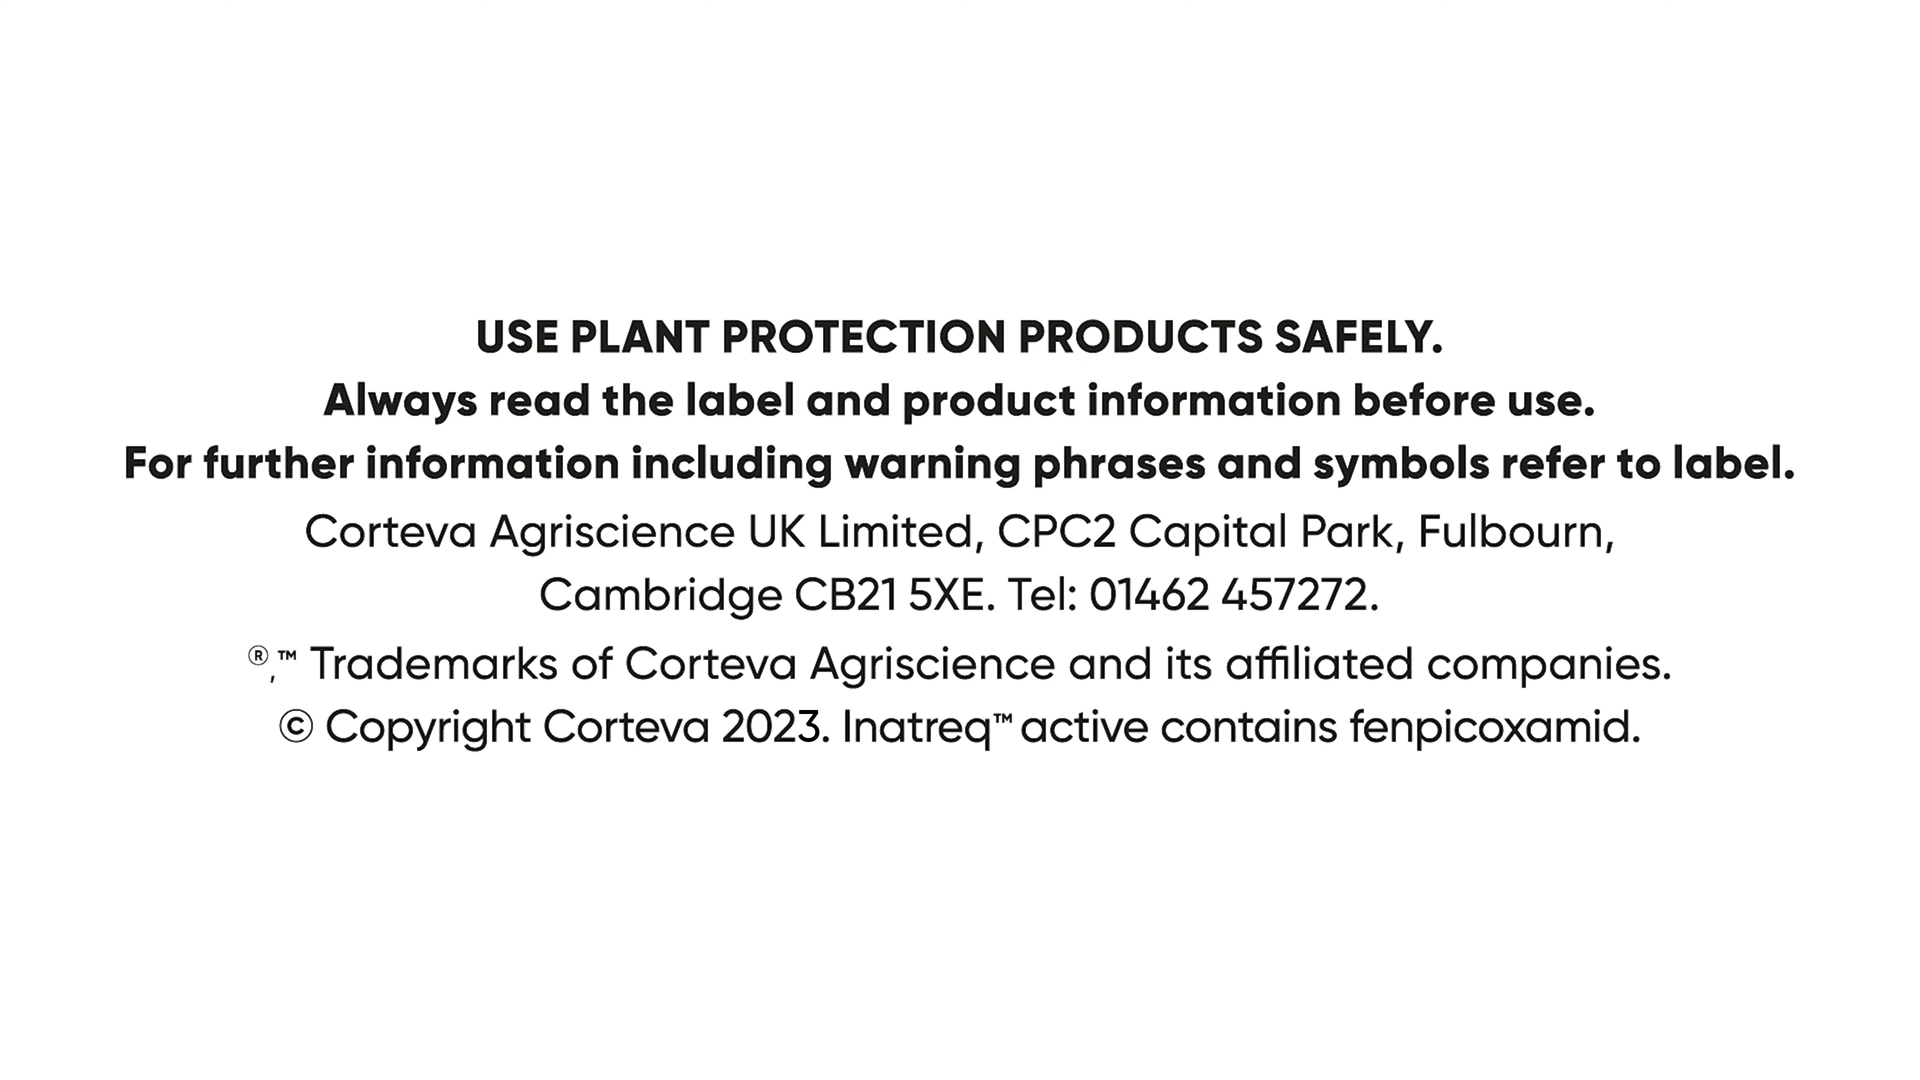 USE PLANT PROTECTION PRODUCTS SAFELY.
Always read the label and product information before use.
For further information including warning phrases and symbols refer to label.
Corteva Agriscience UK Limited, CPC2 Capital Park, Fulbourn,
Cambridge CB21 5XE. Tel: 01462 457272.
®,™ Trademarks of Corteva Agriscience and its affiliated companies.
© Copyright Corteva 2023. Inatreq™ active contains fenpicoxamid.